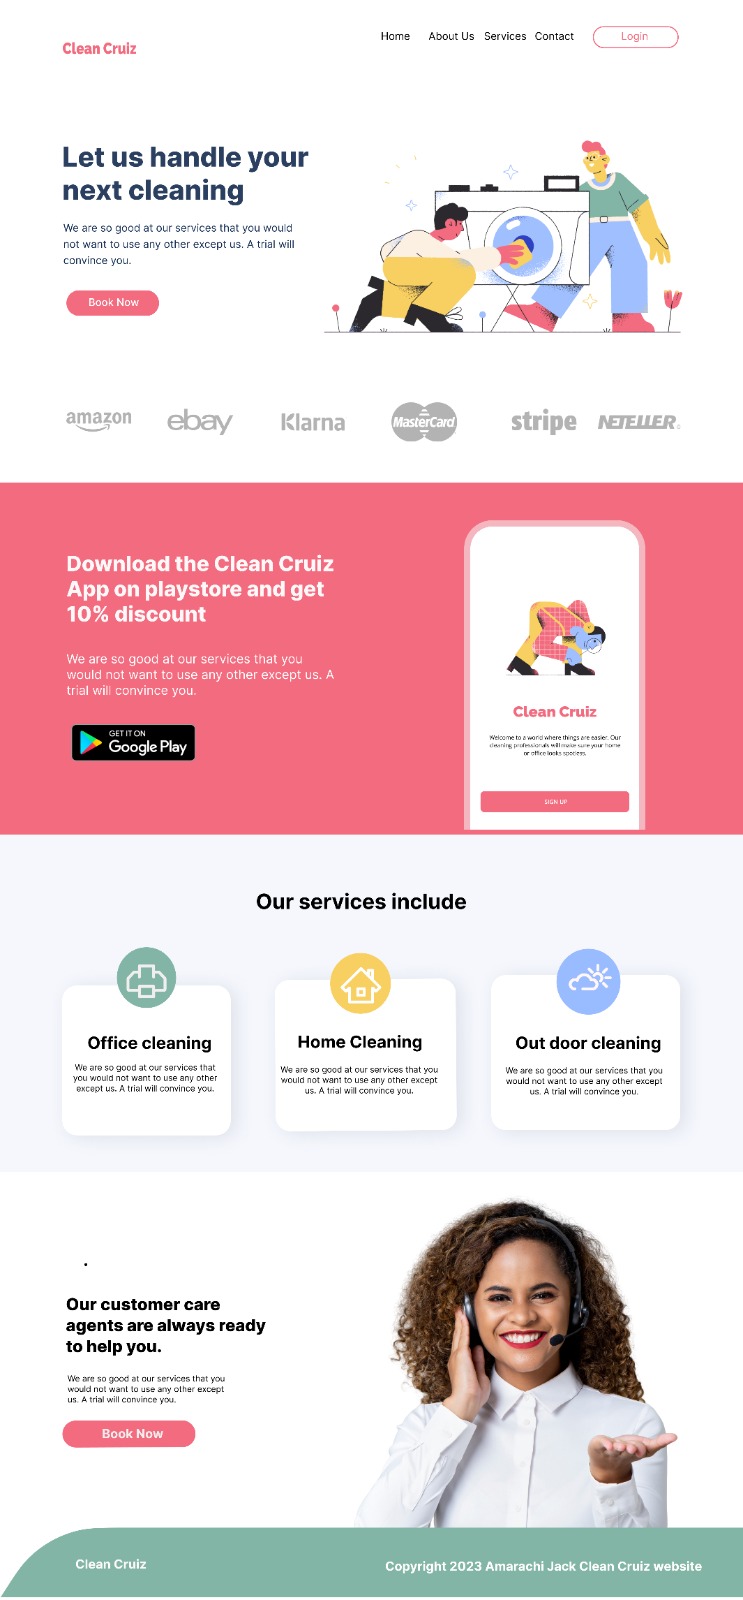 Clean Cruiz
Home About Us Services Contact Login
Let us handle your
next cleaning
We are so good at our services that you would
not want to use any other except us. A trial will
convince you.
Book Now
amazon ebay Klarna MasterCard stripe NETELLER
Download the Clean Cruiz
App on playstore and get
10% discount
We are so good at our services that you
would not want to use any other except us. A
trial will convince you.
GET IT ON
Google Play
Clean Cruiz
Welcome to a world where things are easier. Our
cleaning professionals will make sure your home
or office looks spotless.
SIGN UP
Our services include
Office cleaning
We are so good at our services that
you would not want to use any other
except us. A trial will convince you.
Home Cleaning
We are so good at our services that you
would not want to use any other except
us. A trial will convince you.
Out door cleaning
We are so good at our services that you
would not want to use any other except
us. A trial will convince you.
Our customer care
agents are always ready
to help you.
We are so good at our services that you
would not want to use any other except
us. A trial will convince you.
Book Now
Clean Cruiz
Copyright 2023 Amarachi Jack Clean Cruiz website